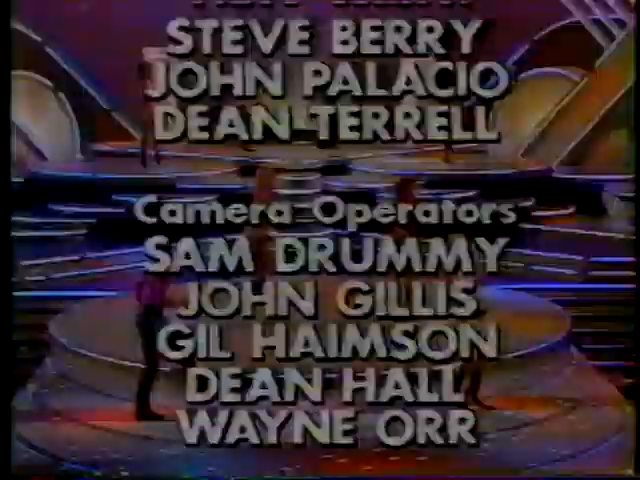 STEVE BERRY
JOHN PALACIO
DEAN TERRELL
Camera Operators
SAM DRUMMY
JOHN GILLIS
GIL HAIMSON
DEAN HALL
WAYNE ORR